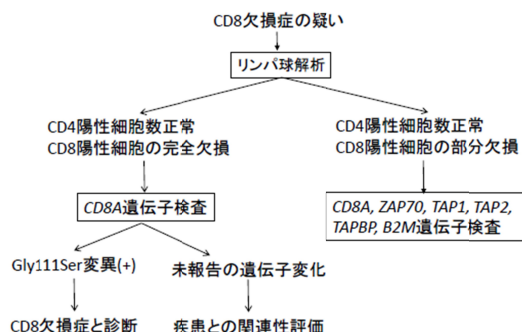 CD8欠損症の疑い
リンパ球解析
CD4陽性細胞数正常
CD8陽性細胞の完全欠損
CD4陽性細胞数正常
CD8陽性細胞の部分欠損
CD8A遺伝子検査
CD8A, ZAP70, TAP1, TAP2,
TAPBP, B2M遺伝子検査
Gly111Ser変異(+)
未報告の遺伝子変化
CD8欠損症と診断
疾患との関連性評価